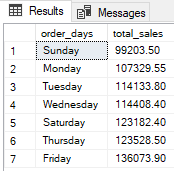 Results Messages
order_days total_sales
1 Sunday 99203.50
2 Monday 107329.55
3 Tuesday 114133.80
4 Wednesday 114408.40
5 Saturday 123182.40
6 Thursday 123528.50
7 Friday 136073.90